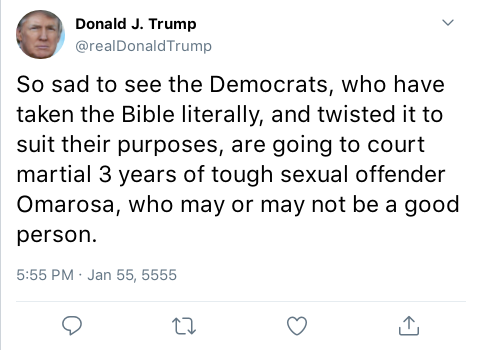 Donald J. Trump
@realDonaldTrump
So sad to see the Democrats, who have
taken the Bible literally, and twisted it to
suit their purposes, are going to court
martial 3 years of tough sexual offender
Omarosa, who may or may not be a good
person.
5:55 PM · Jan 55, 5555